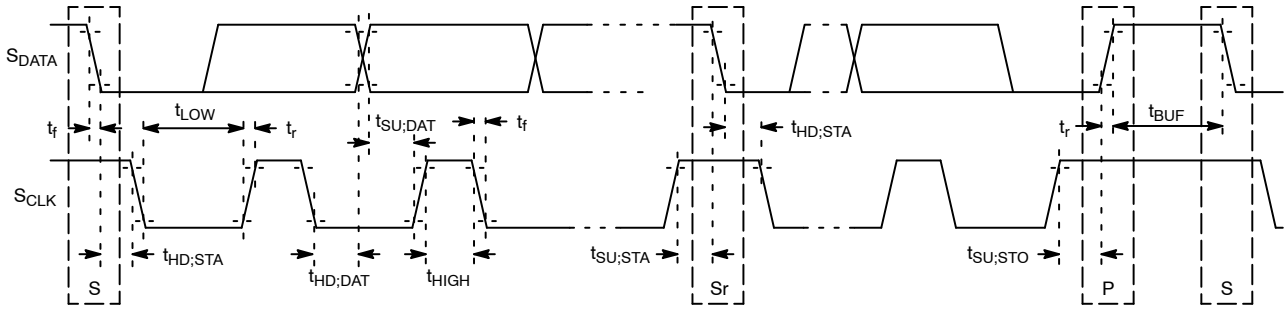 SDATA
tf
tLOW
tr
tSU;DAT
tf
tHD;STA
tr
tBUF
SCLK
tHD;STA
tHD;DAT
tHIGH
tSU;STA
tSU;STO
S
Sr
P
S